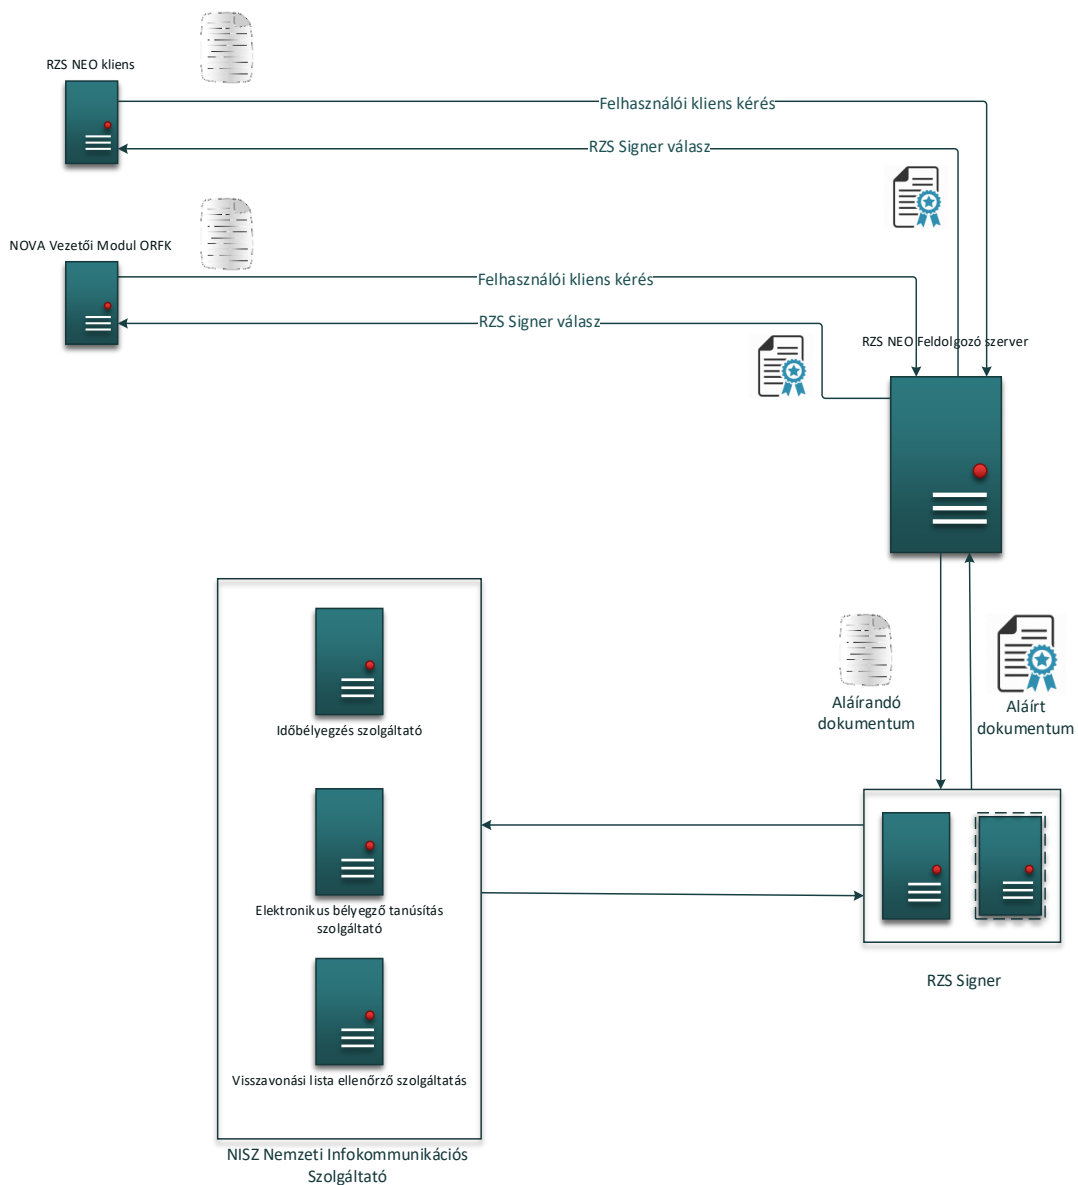 RZS NEO kliens
Felhasználói kliens kérés
RZS Signer válasz
NOVA Vezetői Modul ORFK
Felhasználói kliens kérés
RZS Signer válasz
RZS NEO Feldolgozó szerver
Aláírandó
dokumentum
Aláírt
dokumentum
Időbélyegzés szolgáltató
Elektronikus bélyegző tanúsítás
szolgáltató
RZS Signer
Visszavonási lista ellenőrző szolgáltatás
NISZ Nemzeti Infokommunikációs
Szolgáltató